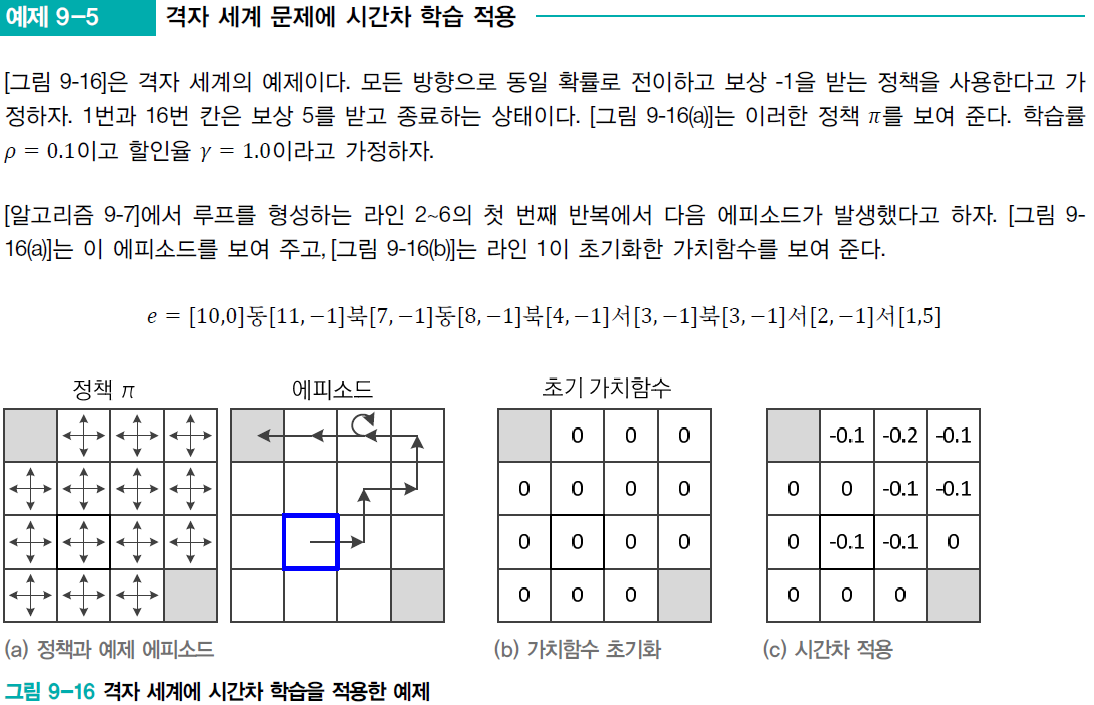 예제 9-5 격자 세계 문제에 시간차 학습 적용
[그림 9-16]은 격자 세계의 예제이다. 모든 방향으로 동일 확률로 전이하고 보상 -1을 받는 정책을 사용한다고 가
정하자. 1번과 16번 칸은 보상 5를 받고 종료하는 상태이다. [그림 9-16(a)]는 이러한 정책 π를 보여 준다. 학습률
ρ = 0.1이고 할인율 γ = 1.0이라고 가정하자.
[알고리즘 9-7]에서 루프를 형성하는 라인 2~6의 첫 번째 반복에서 다음 에피소드가 발생했다고 하자. [그림 9-
16(a)]는 이 에피소드를 보여 주고, [그림 9-16(b)]는 라인 1이 초기화한 가치함수를 보여 준다.
e = [10,0]동[11,−1]북[7,−1]동[8,−1]북[4,−1]서[3,−1]북[3,−1]서[2,−1]서[1,5]
정책 π 에피소드 초기 가치함수
0 0 0 -0.1 -0.2 -0.1
0 0 0 0 0 0 -0.1 -0.1
0 0 0 0 0 -0.1 -0.1 0
0 0 0 0 0 0
(a) 정책과 예제 에피소드 (b) 가치함수 초기화 (c) 시간차 적용
그림 9-16 격자 세계에 시간차 학습을 적용한 예제